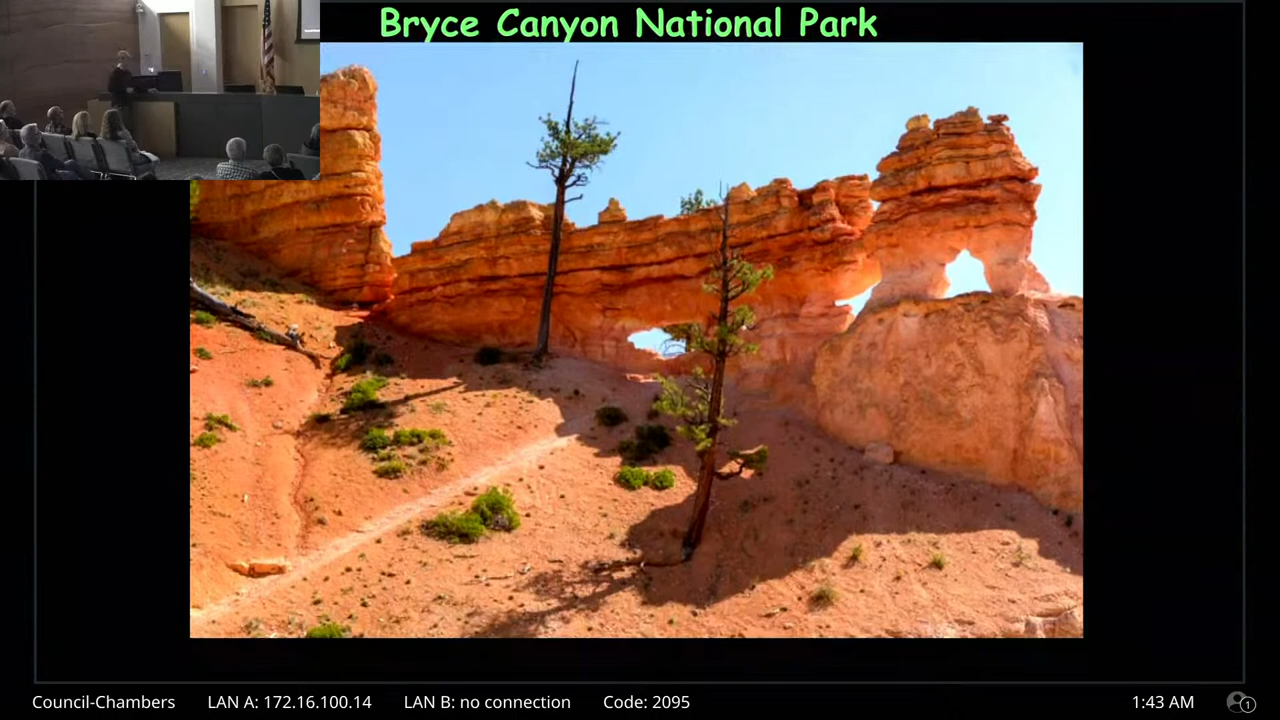 Bryce Canyon National Park
Council-Chambers LAN A: 172.16.100.14 LAN B: no connection Code: 2095 1:43 AM 1